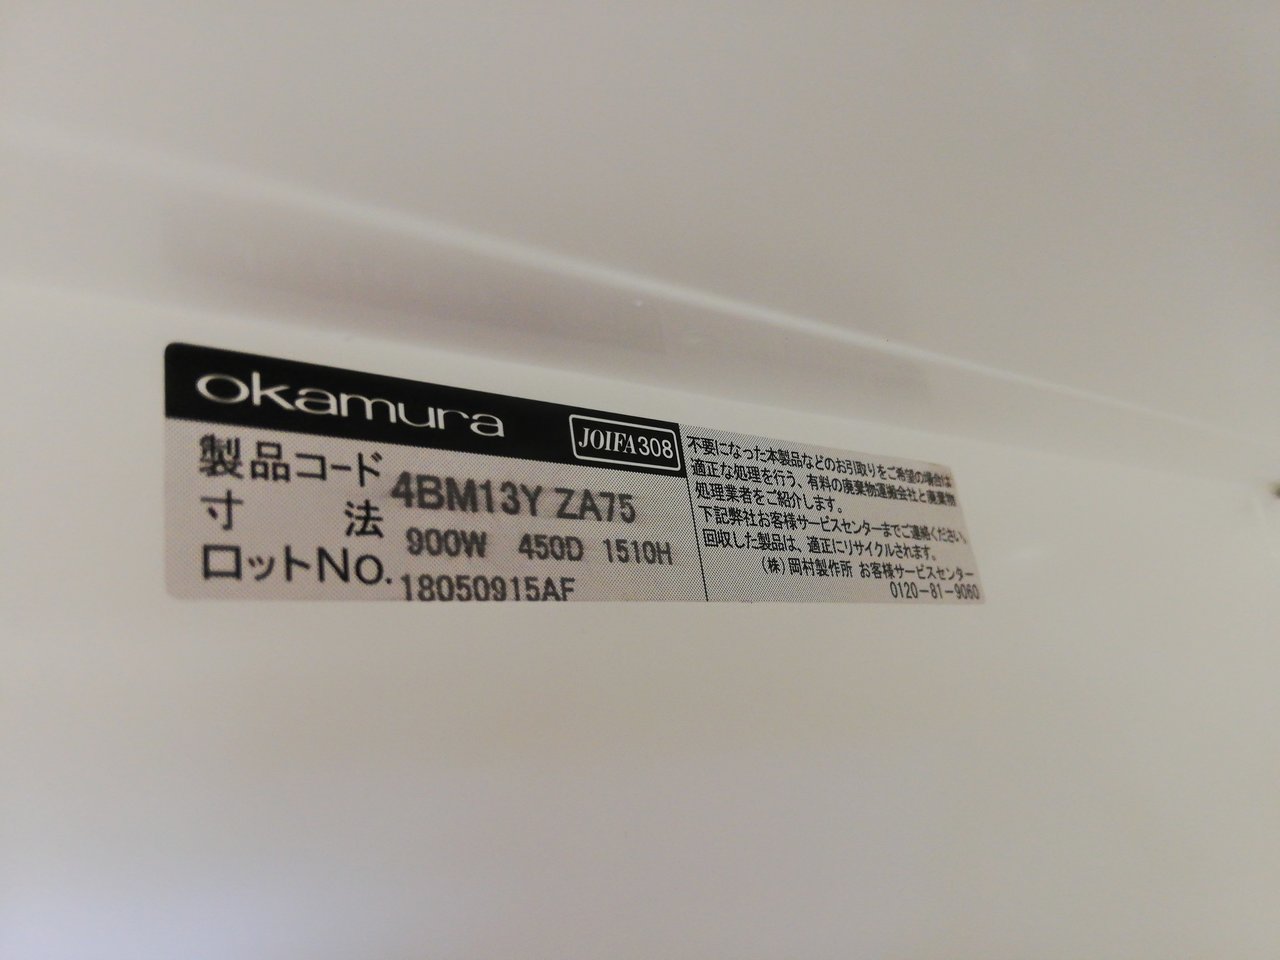 okamura
JOIFA308
製品コード 4BM13Y ZA75
寸法 900W 450D 1510H
ロットNo. 18050915AF
不要になった本製品などのお引取りをご希望の場合は
適正な処理を行う、有料の廃棄物運搬会社と廃棄物
処理業者をご紹介します。
下記弊社お客様サービスセンターまでご連絡ください。
回収した製品は、適正にリサイクルされます。
(株)岡村製作所 お客様サービスセンター
0120-81-9060